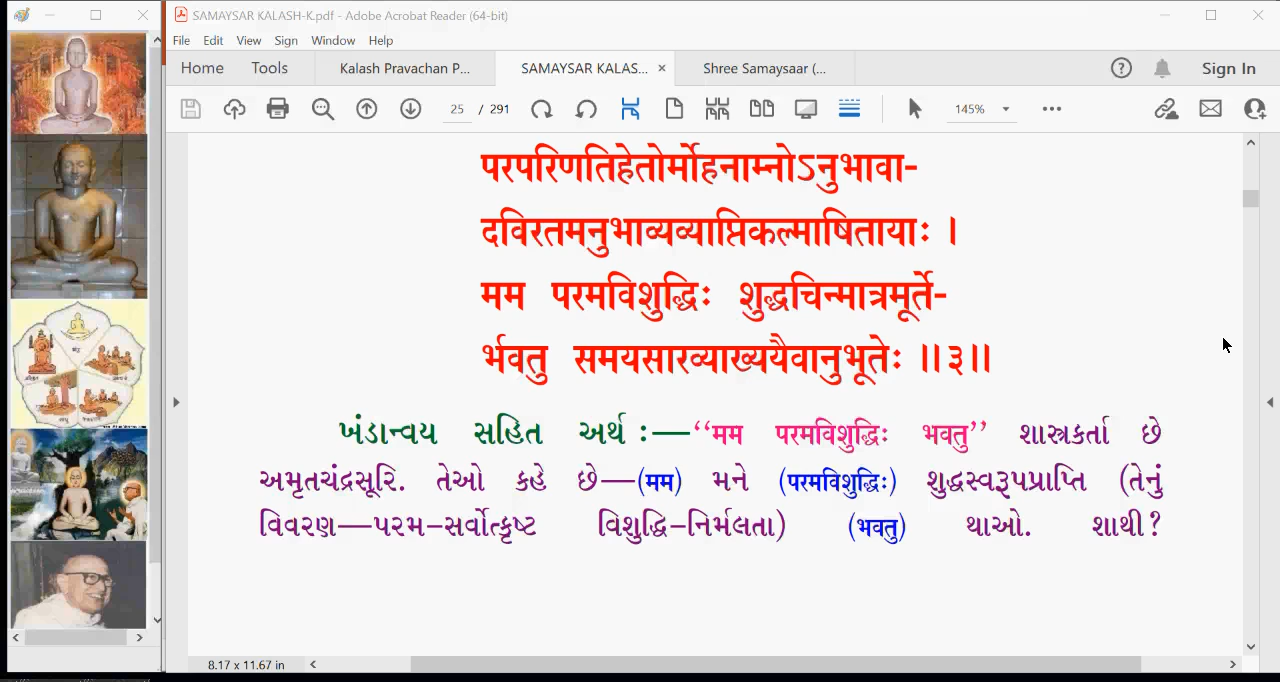 SAMAYSAR KALASH-K.pdf - Adobe Acrobat Reader (64-bit)
File Edit View Sign Window Help
Home Tools Kalash Pravachan P... SAMAYSAR KALAS... × Shree Samaysaar (... Sign In
25 / 291 145%
परपरिणतिहेतोर्मोहनाम्नोऽनुभावा-
दविरतमनुभाव्यव्याप्तिकल्माषितायाः ।
मम परमविशुद्धिः शुद्धचिन्मात्रमूर्ते-
र्भवतु समयसारव्याख्ययैवानुभूतेः ॥३॥
ખંડાન્વય સહિત અર્થ :—“मम परमविशुद्धिः भवतु” શાસ્ત્રકર્તા છે
અમૃતચંદ્રસૂરિ. તેઓ કહે છે—(मम) મને (परमविशुद्धिः) શુદ્ધસ્વરૂપપ્રાપ્તિ (તેનું
વિવરણ—પરમ-સર્વોત્કૃષ્ટ વિશુદ્ધિ-નિર્મલતા) (भवतु) થાઓ. શાથી?
8.17 x 11.67 in